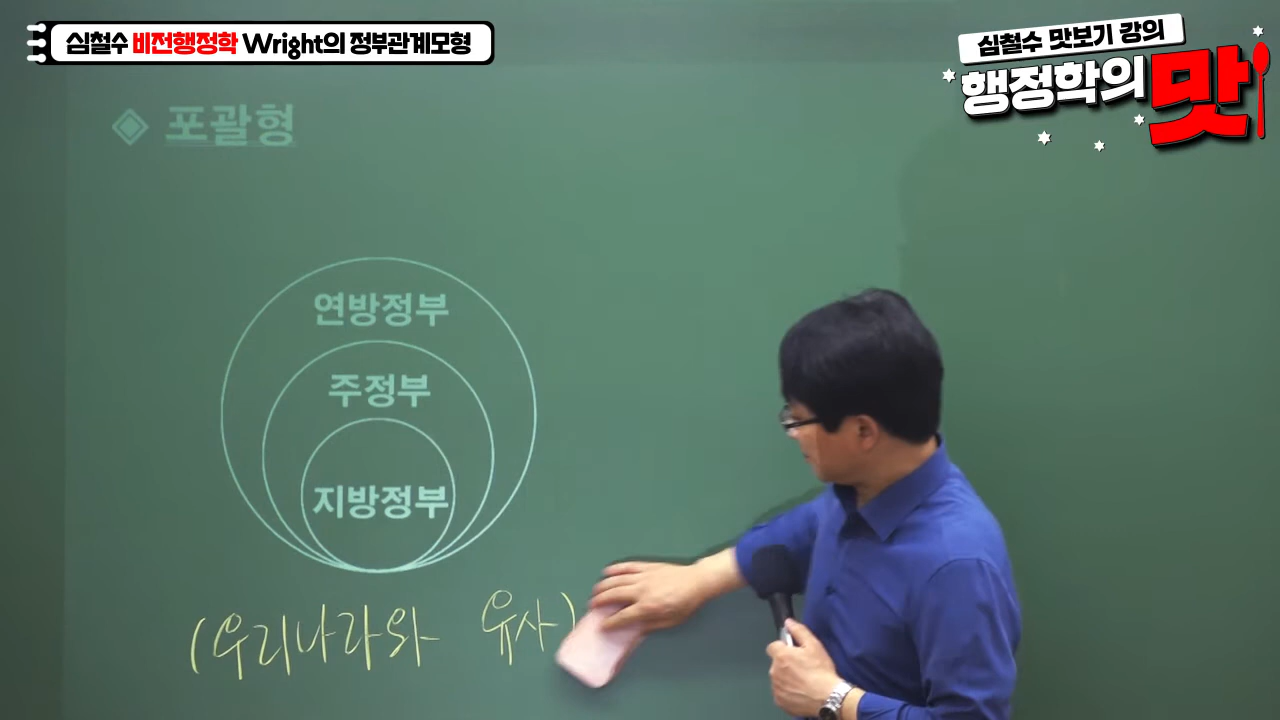 심철수 비전행정학 Wright의 정부관계모형
심철수 맛보기 강의
행정학의 맛
포괄형
연방정부
주정부
지방정부
(우리나라와 유사)